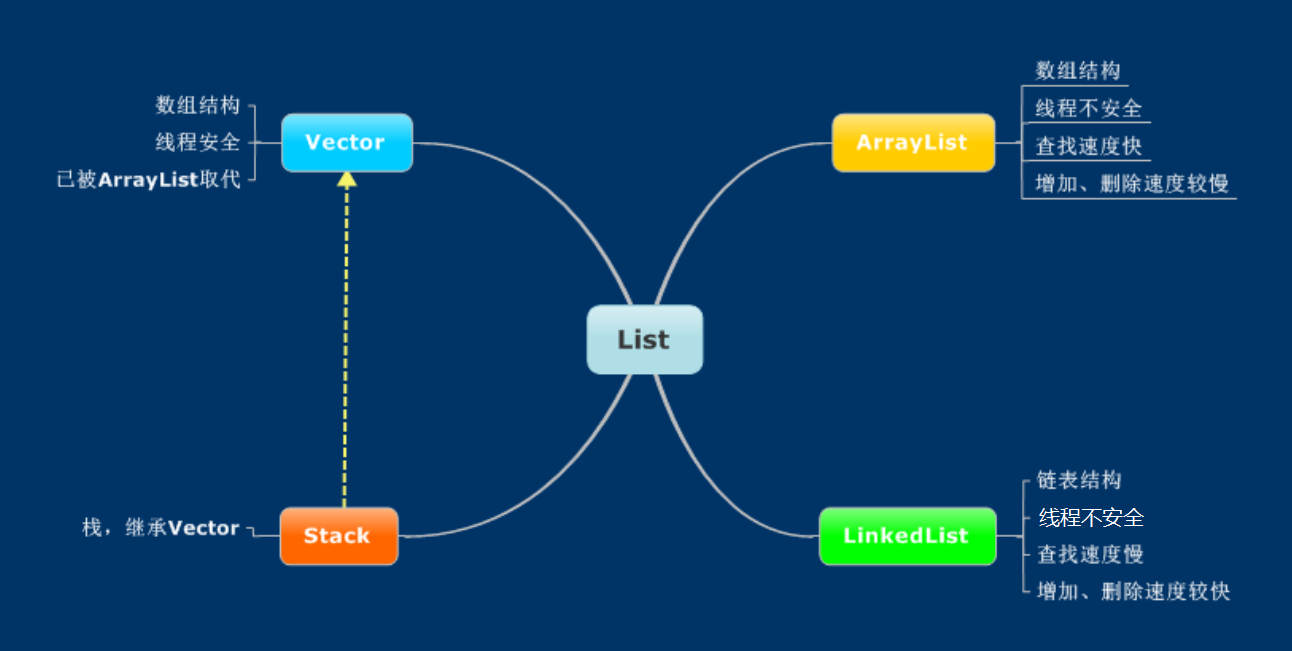 数组结构
线程安全
已被ArrayList取代
Vector
ArrayList
数组结构
线程不安全
查找速度快
增加、删除速度较慢
List
栈，继承Vector
Stack
LinkedList
链表结构
线程不安全
查找速度慢
增加、删除速度较快